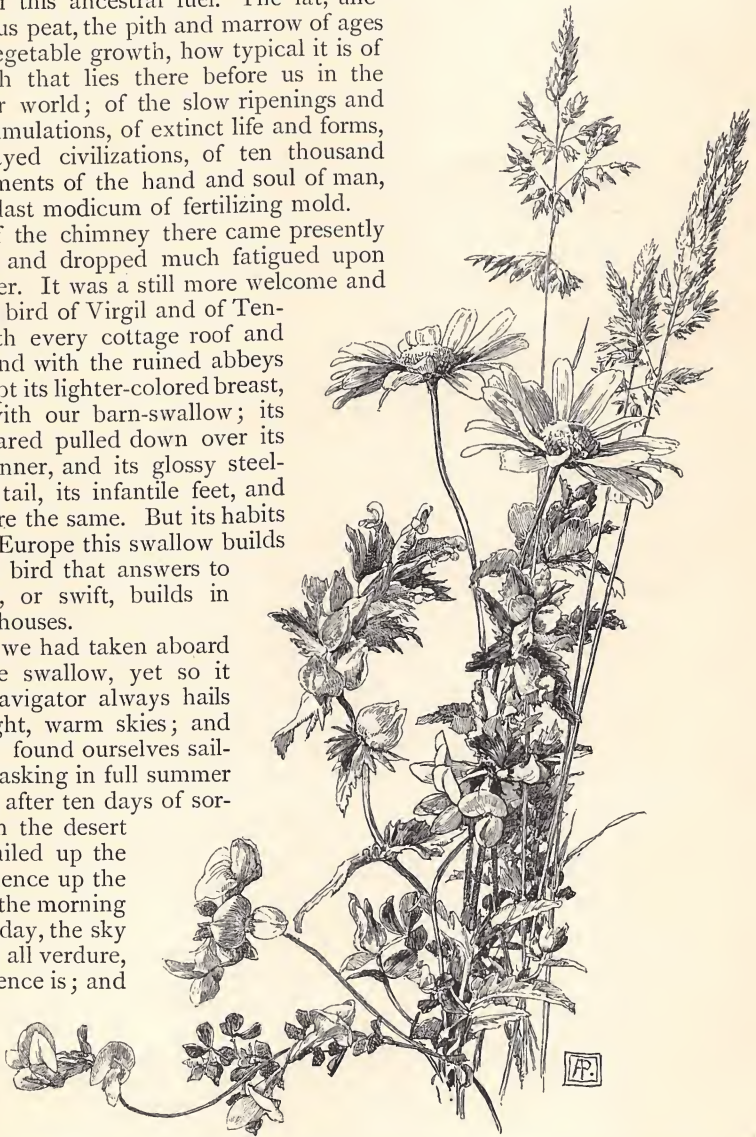 this ancestral fuel. The fat, unc-
us peat, the pith and marrow of ages
egetable growth, how typical it is of
h that lies there before us in the
r world; of the slow ripenings and
mulations, of extinct life and forms,
ayed civilizations, of ten thousand
ments of the hand and soul of man,
last modicum of fertilizing mold.
f the chimney there came presently
and dropped much fatigued upon
er. It was a still more welcome and
bird of Virgil and of Ten-
th every cottage roof and
nd with the ruined abbeys
pt its lighter-colored breast,
with our barn-swallow; its
ared pulled down over its
nner, and its glossy steel-
tail, its infantile feet, and
re the same. But its habits
Europe this swallow builds
bird that answers to
, or swift, builds in
houses.
we had taken aboard
e swallow, yet so it
avigator always hails
ght, warm skies; and
found ourselves sail-
asking in full summer
after ten days of sor-
n the desert
ailed up the
ence up the
the morning
day, the sky
all verdure,
ence is; and
AP.